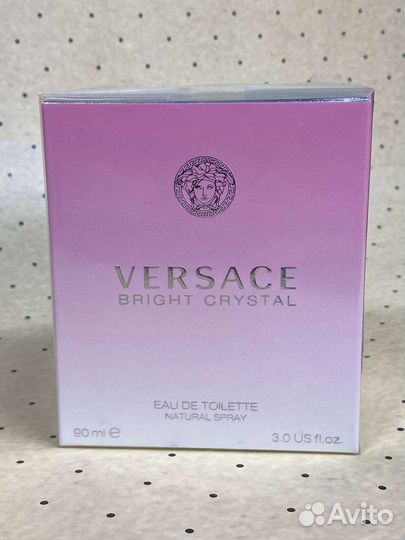 VERSACE
BRIGHT CRYSTAL
EAU DE TOILETTE
NATURAL SPRAY
90 ml ℮ 3.0 US fl.oz.
Avito